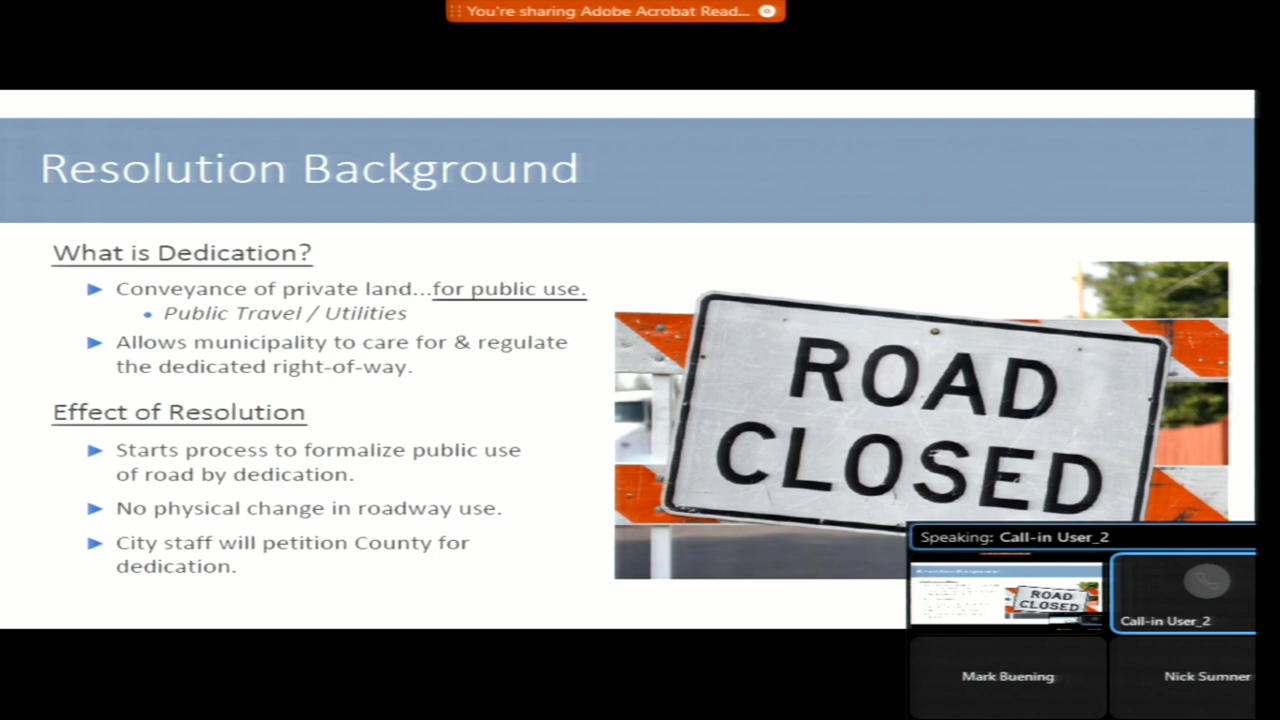 You're sharing Adobe Acrobat Read...
Resolution Background
What is Dedication?
Conveyance of private land...for public use.
Public Travel / Utilities
Allows municipality to care for & regulate
the dedicated right-of-way.
Effect of Resolution
Starts process to formalize public use
of road by dedication.
No physical change in roadway use.
City staff will petition County for
dedication.
ROAD
CLOSED
Speaking: Call-in User_2
ROAD
CLOSED
Call-in User_2
Mark Buening
Nick Sumner